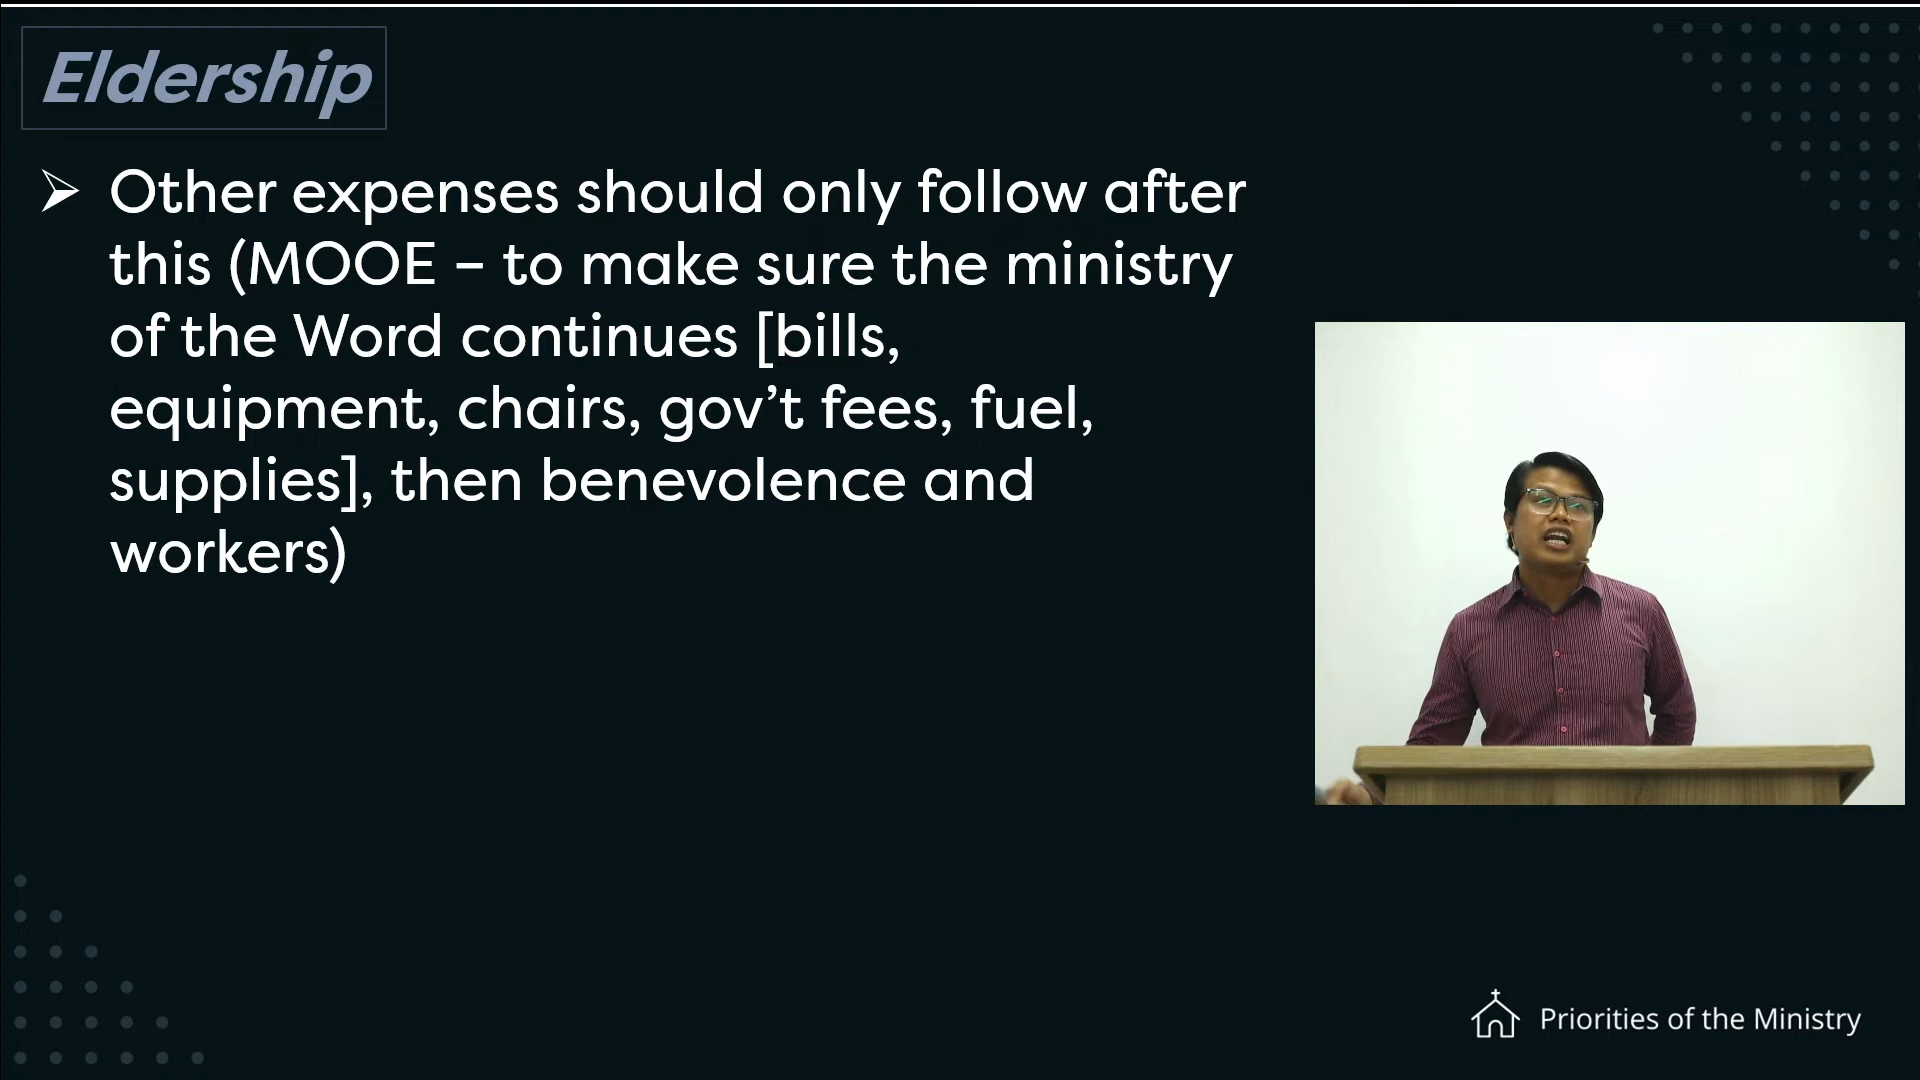 Eldership
Other expenses should only follow after
this (MOOE – to make sure the ministry
of the Word continues [bills,
equipment, chairs, gov’t fees, fuel,
supplies], then benevolence and
workers)
Priorities of the Ministry